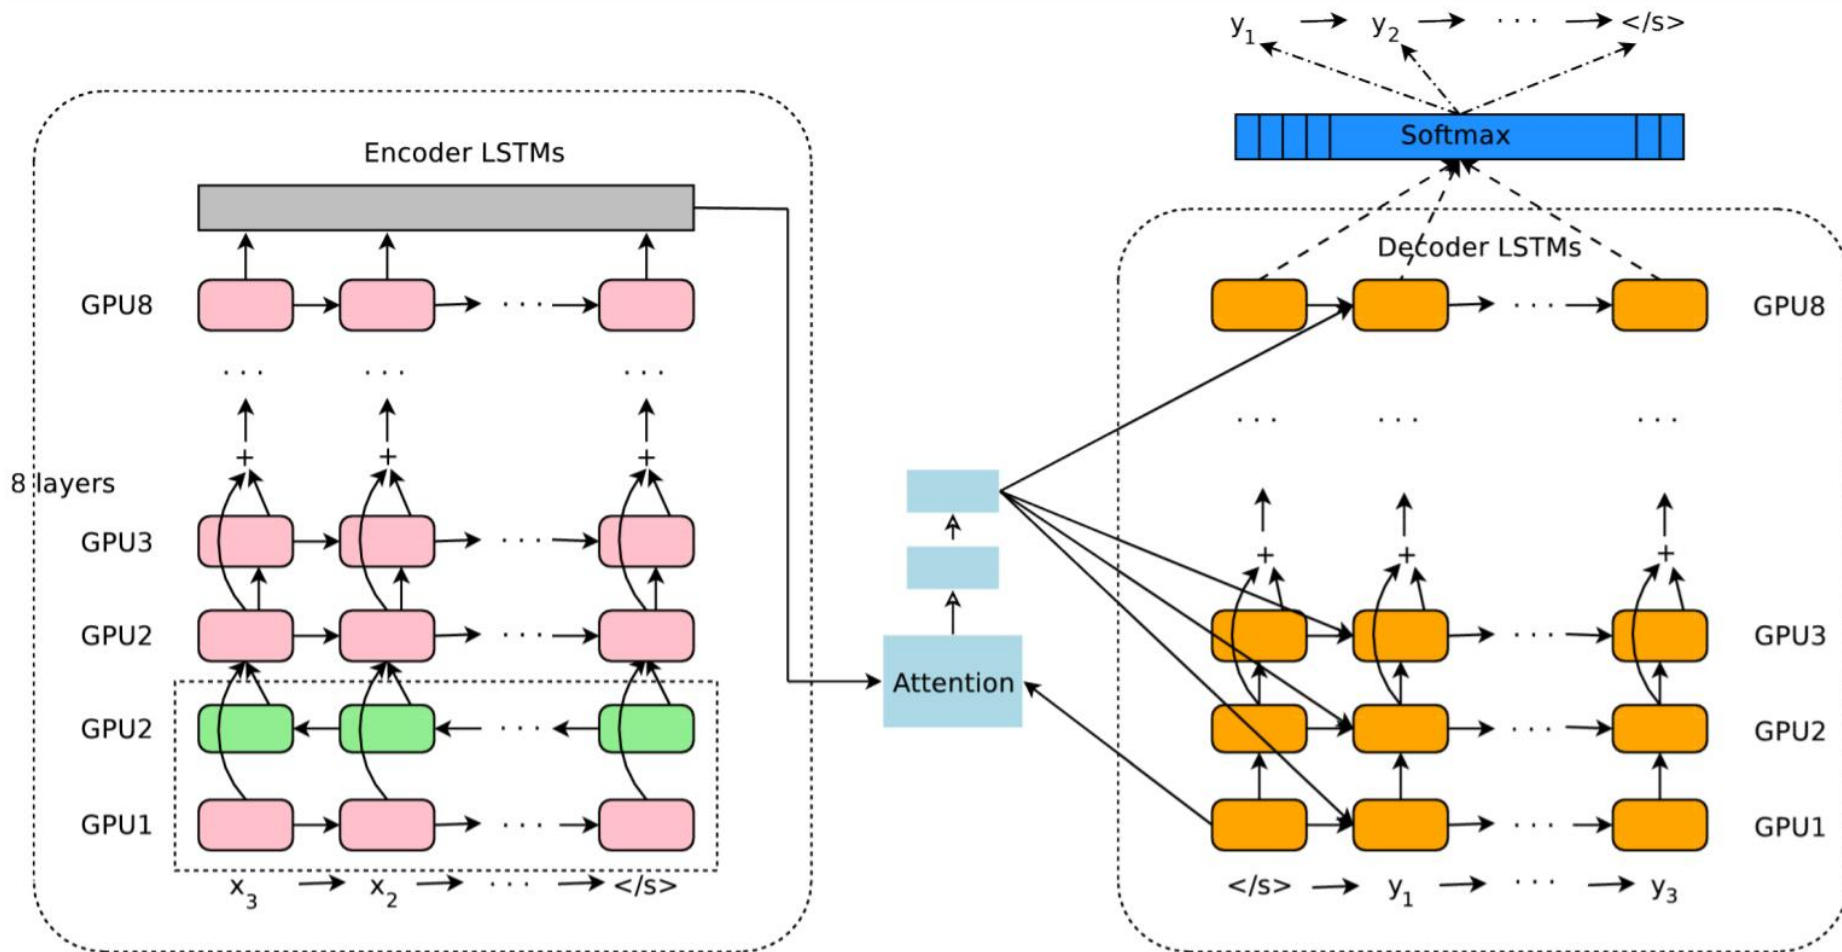 y1 → y2 → ··· → </s>
Softmax
Encoder LSTMs
Decoder LSTMs
GPU8 ··· ··· GPU8
··· ··· ···
··· ··· ···
+ + +
8 layers
GPU3 ···
+ + +
GPU2 ··· ··· GPU3
Attention
GPU2 ··· ··· GPU2
GPU1 ··· ··· GPU1
x3 → x2 → ··· → </s>
</s> → y1 → ··· → y3